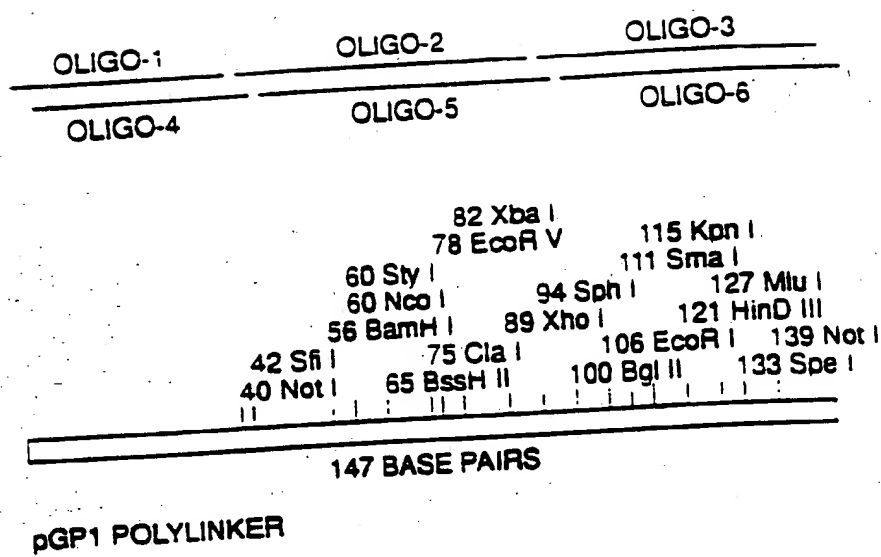 OLIGO-1 OLIGO-2 OLIGO-3
OLIGO-4 OLIGO-5 OLIGO-6
82 Xba I
78 EcoR V 115 Kpn I
60 Sty I 111 Sma I
60 Nco I 94 Sph I 127 Mlu I
56 BamH I 89 Xho I 121 HinD III
42 Sfi I 75 Cla I 106 EcoR I 139 Not I
40 Not I 65 BssH II 100 Bgl II 133 Spe I
147 BASE PAIRS
pGP1 POLYLINKER